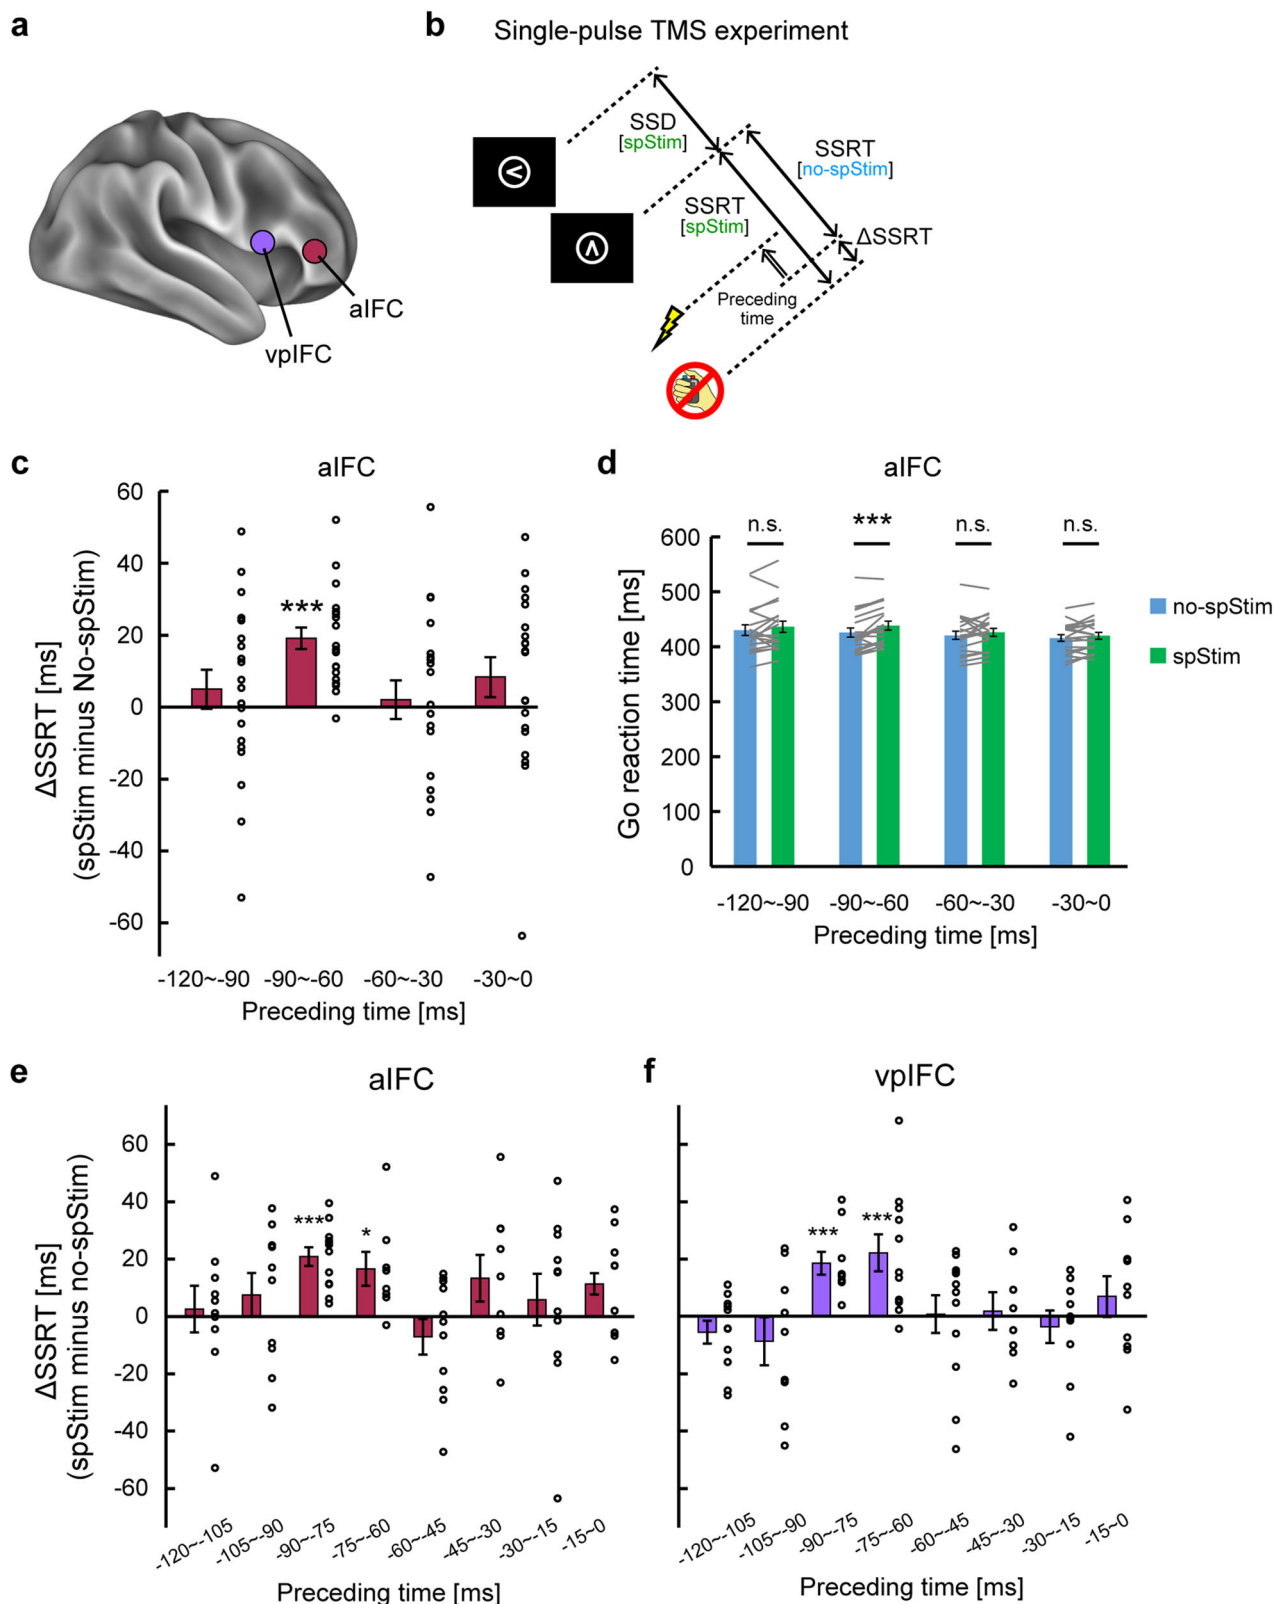 a
aIFC
vpIFC
b
Single-pulse TMS experiment
SSD
[spStim]
SSRT
[no-spStim]
SSRT
[spStim]
ΔSSRT
Preceding
time
c
aIFC
ΔSSRT [ms]
(spStim minus No-spStim)
60
40
20
0
-20
-40
-60
***
-120~-90
-90~-60
-60~-30
-30~0
Preceding time [ms]
d
aIFC
Go reaction time [ms]
600
500
400
300
200
100
0
n.s.
***
n.s.
n.s.
no-spStim
spStim
-120~-90
-90~-60
-60~-30
-30~0
Preceding time [ms]
e
aIFC
ΔSSRT [ms]
(spStim minus no-spStim)
60
40
20
0
-20
-40
-60
***
*
-120~-105
-105~-90
-90~-75
-75~-60
-60~-45
-45~-30
-30~-15
-15~0
Preceding time [ms]
f
vpIFC
***
***
-120~-105
-105~-90
-90~-75
-75~-60
-60~-45
-45~-30
-30~-15
-15~0
Preceding time [ms]